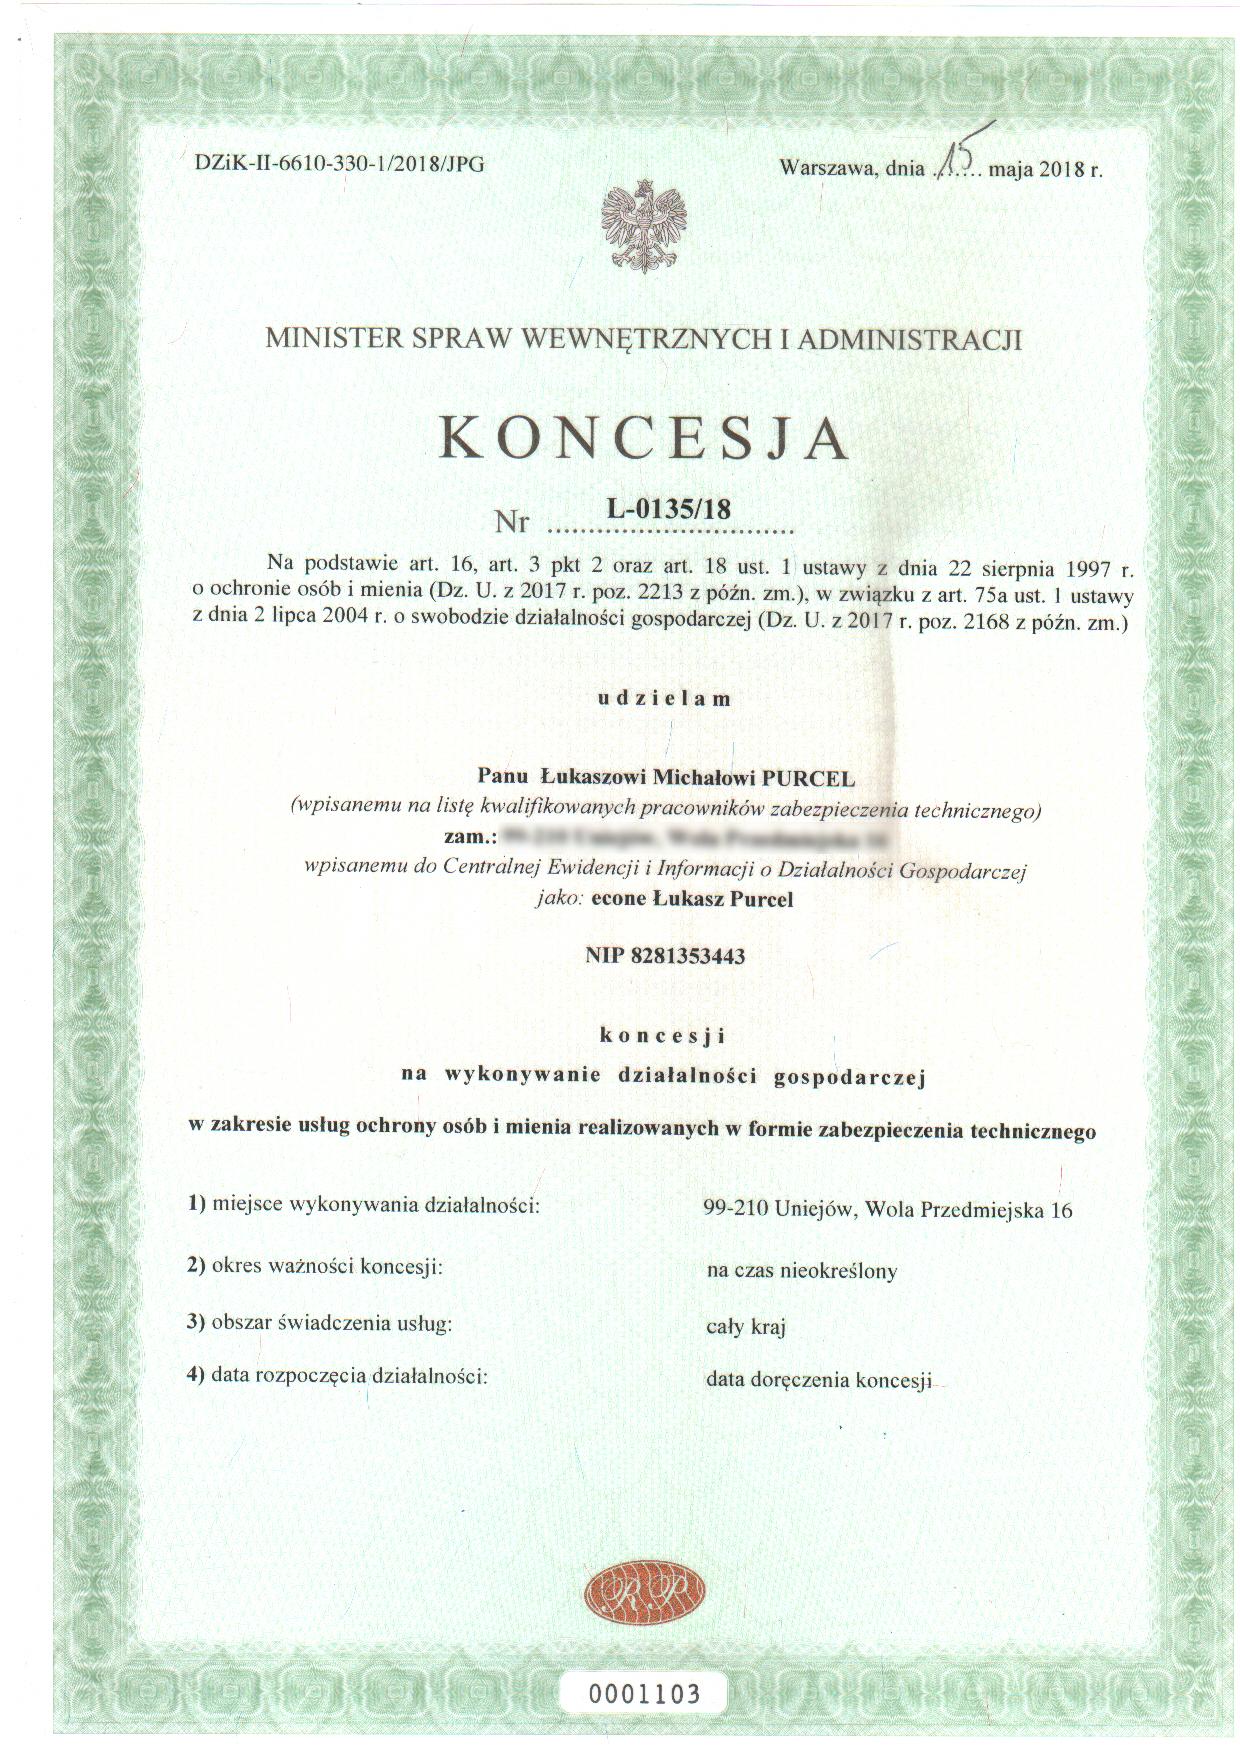 DZiK-II-6610-330-1/2018/JPG
Warszawa, dnia ..15.. maja 2018 r.
MINISTER SPRAW WEWNĘTRZNYCH I ADMINISTRACJI
KONCESJA
Nr L-0135/18
Na podstawie art. 16, art. 3 pkt 2 oraz art. 18 ust. 1 ustawy z dnia 22 sierpnia 1997 r.
o ochronie osób i mienia (Dz. U. z 2017 r. poz. 2213 z późn. zm.), w związku z art. 75a ust. 1 ustawy
z dnia 2 lipca 2004 r. o swobodzie działalności gospodarczej (Dz. U. z 2017 r. poz. 2168 z późn. zm.)
udzielam
Panu Łukaszowi Michałowi PURCEL
(wpisanemu na listę kwalifikowanych pracowników zabezpieczenia technicznego)
zam.:
wpisanemu do Centralnej Ewidencji i Informacji o Działalności Gospodarczej
jako: econe Łukasz Purcel
NIP 8281353443
koncesji
na wykonywanie działalności gospodarczej
w zakresie usług ochrony osób i mienia realizowanych w formie zabezpieczenia technicznego
1) miejsce wykonywania działalności: 99-210 Uniejów, Wola Przedmiejska 16
2) okres ważności koncesji: na czas nieokreślony
3) obszar świadczenia usług: cały kraj
4) data rozpoczęcia działalności: data doręczenia koncesji
RP
0001103